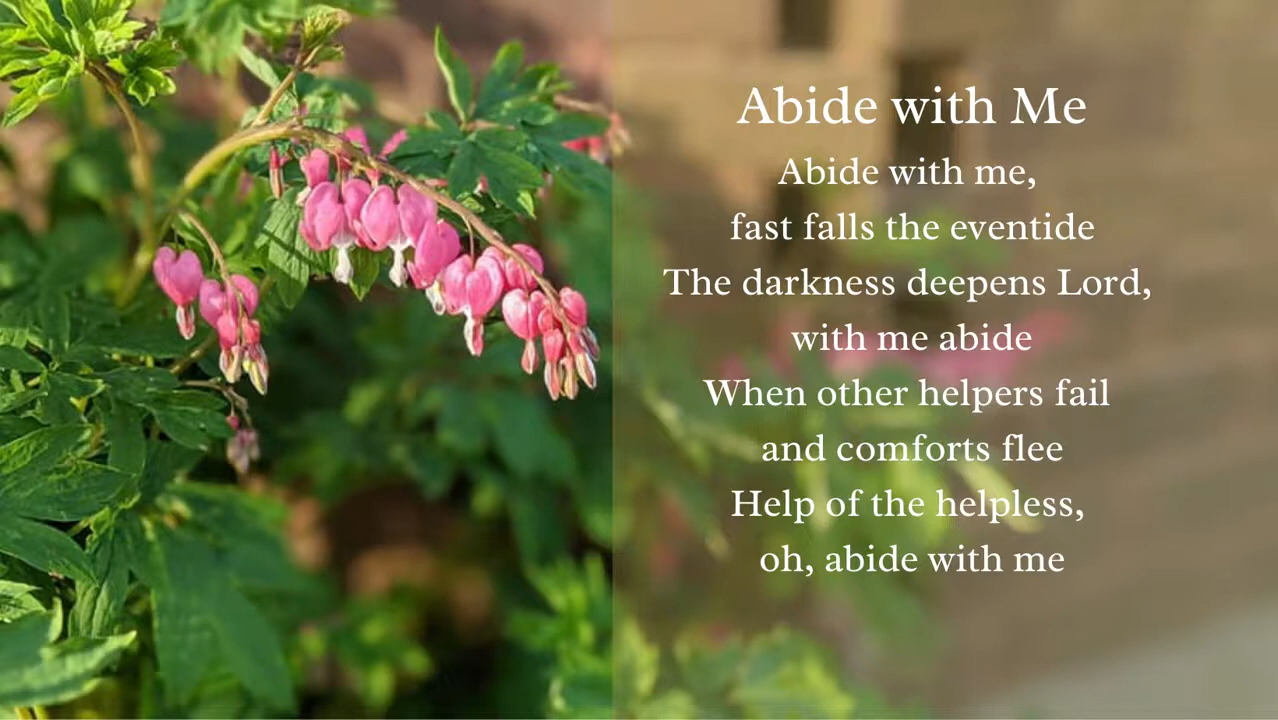 Abide with Me
Abide with me,
fast falls the eventide
The darkness deepens Lord,
with me abide
When other helpers fail
and comforts flee
Help of the helpless,
oh, abide with me